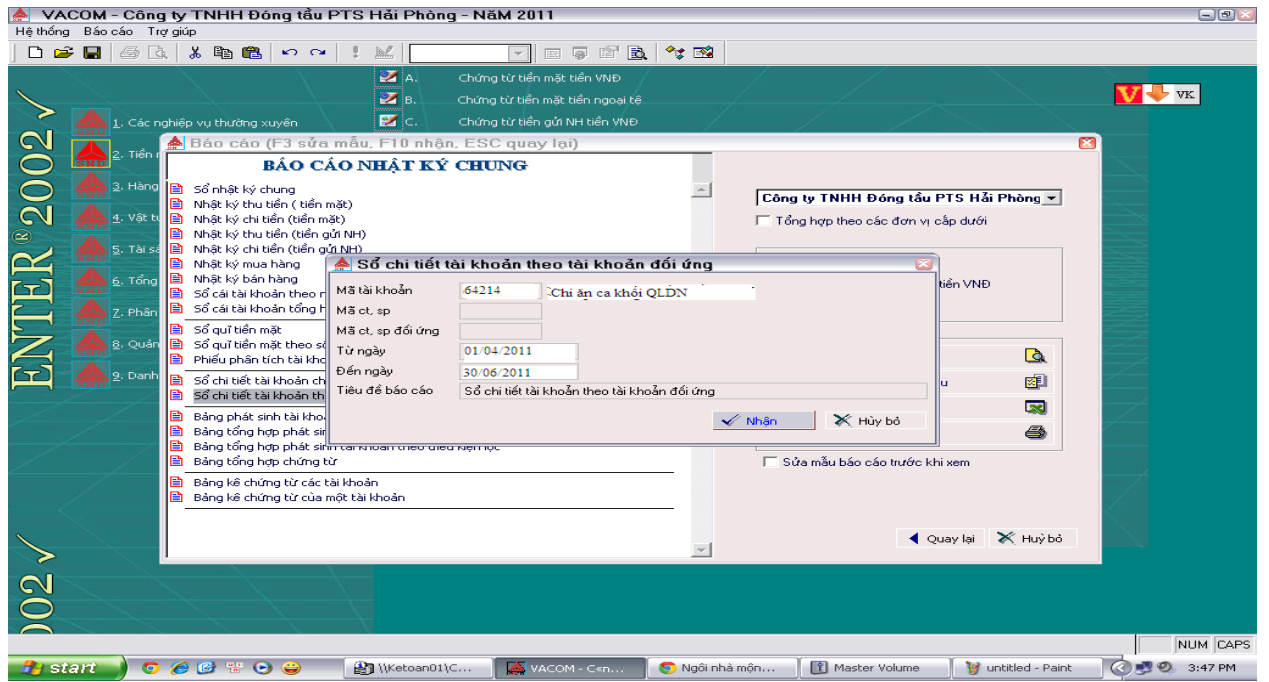 VACOM - Công ty TNHH Đóng tầu PTS Hải Phòng - NăM 2011
Hệ thống Báo cáo Trợ giúp
A. Chứng từ tiền mặt tiền VNĐ
B. Chứng từ tiền mặt tiền ngoại tệ
C. Chứng từ tiền gửi NH tiền VNĐ
V VK
ENTER® 2002 √
002 √
1. Các nghiệp vụ thường xuyên
2. Tiền
3. Hàng
4. Vật tư
5. Tài sả
6. Tổng
7. Phân
8. Quản
9. Danh
Báo cáo (F3 sửa mẫu, F10 nhận, ESC quay lại)
BÁO CÁO NHẬT KÝ CHUNG
Sổ nhật ký chung
Nhật ký thu tiền ( tiền mặt)
Nhật ký chi tiền (tiền mặt)
Nhật ký thu tiền (tiền gửi NH)
Nhật ký chi tiền (tiền gửi NH)
Nhật ký mua hàng
Nhật ký bán hàng
Sổ cái tài khoản theo
Sổ cái tài khoản tổng h
Sổ quĩ tiền mặt
Sổ quĩ tiền mặt theo số
Phiếu phân tích tài kho
Sổ chi tiết tài khoản ch
Sổ chi tiết tài khoản th
Bảng phát sinh tài kho
Bảng tổng hợp phát sin
Bảng tổng hợp phát sinh tài khoản theo điều kiện lọc
Bảng tổng hợp chứng từ
Bảng kê chứng từ các tài khoản
Bảng kê chứng từ của một tài khoản
Công ty TNHH Đóng tầu PTS Hải Phòng
Tổng hợp theo các đơn vị cấp dưới
tiền VNĐ
u
Sửa mẫu báo cáo trước khi xem
Quay lại Huỷ bỏ
Sổ chi tiết tài khoản theo tài khoản đối ứng
Mã tài khoản 64214 Chi ăn ca khối QLDN
Mã ct, sp
Mã ct, sp đối ứng
Từ ngày 01/04/2011
Đến ngày 30/06/2011
Tiêu đề báo cáo Sổ chi tiết tài khoản theo tài khoản đối ứng
Nhận Hủy bỏ
NUM CAPS
start \\Ketoan01\C... VACOM - C«n... Ngôi nhà mộn... Master Volume untitled - Paint 3:47 PM